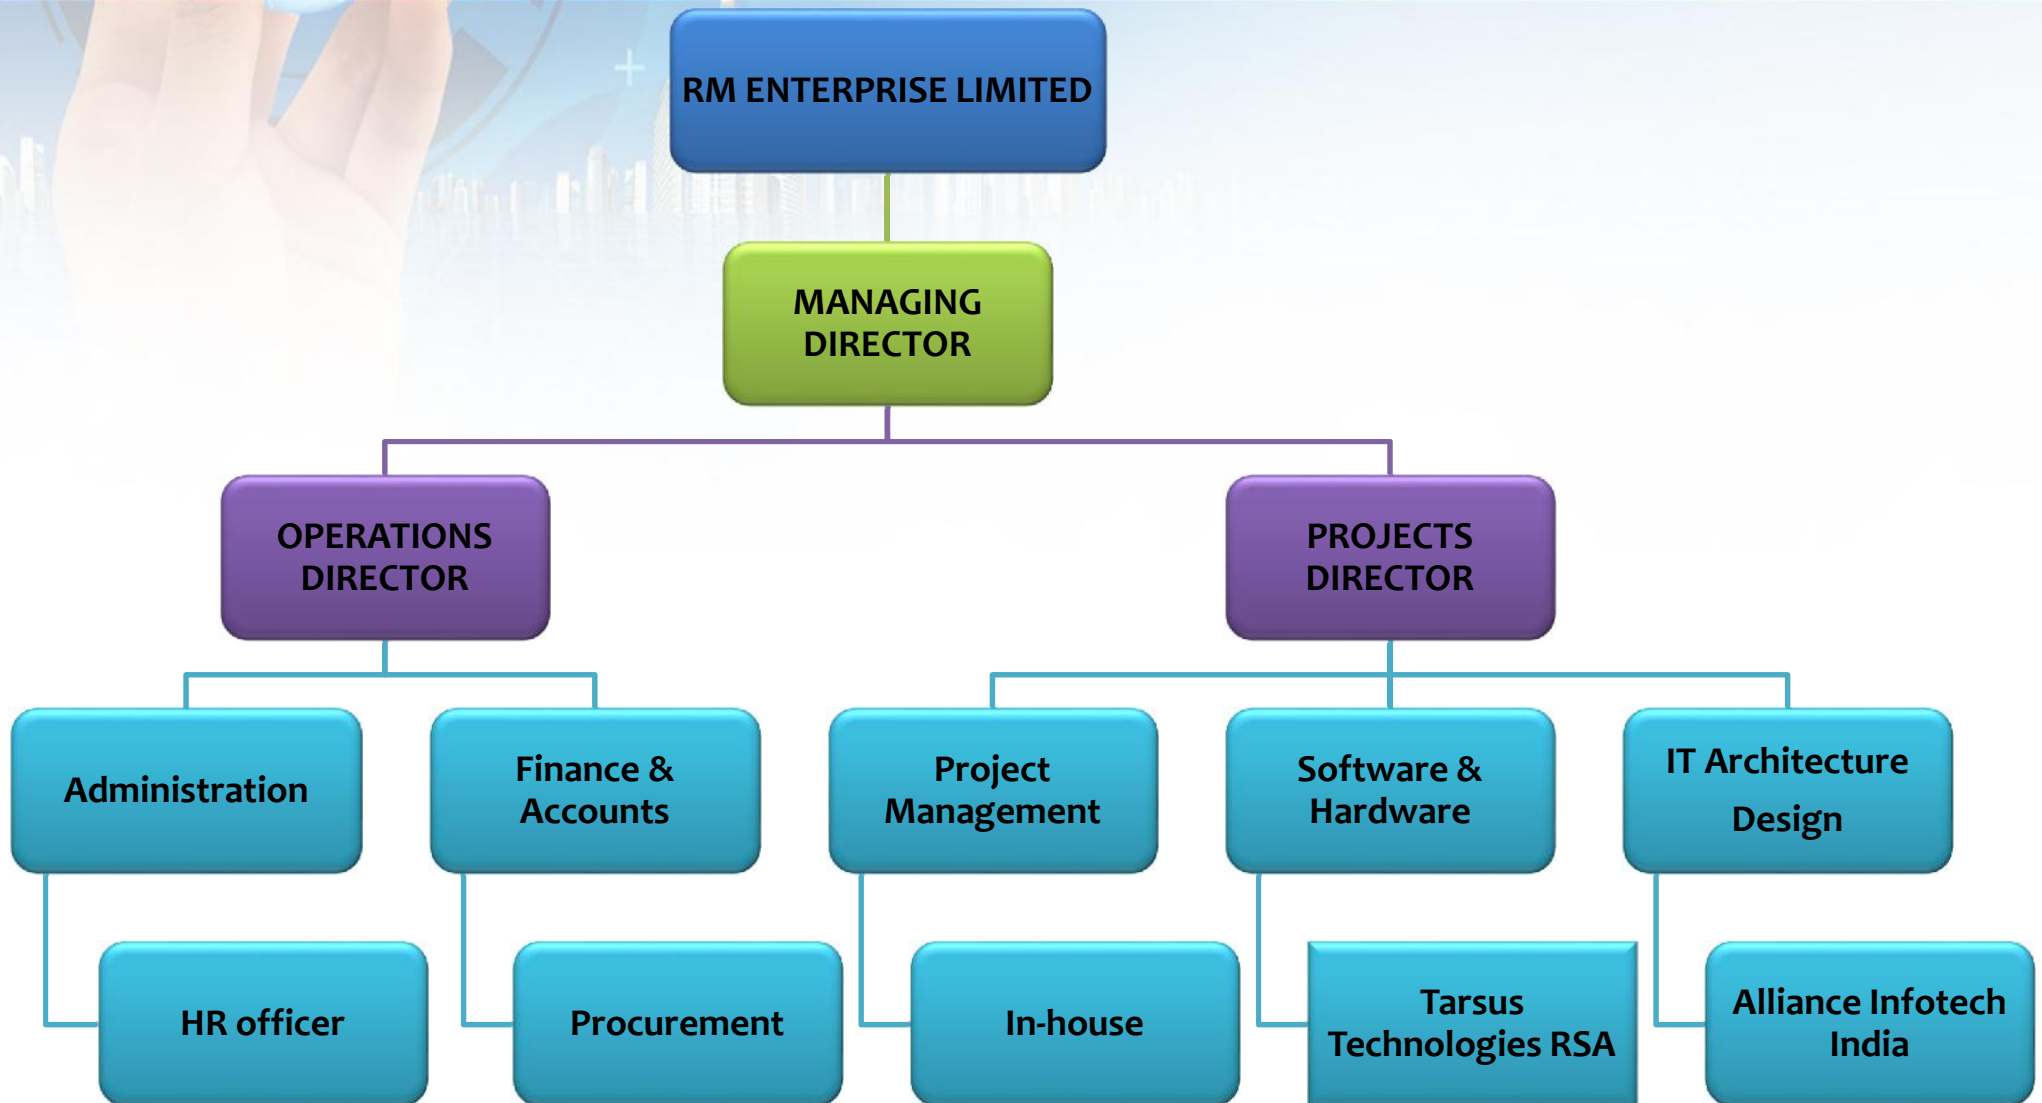 RM ENTERPRISE LIMITED
MANAGING
DIRECTOR
OPERATIONS
DIRECTOR
PROJECTS
DIRECTOR
Administration
Finance &
Accounts
Project
Management
Software &
Hardware
IT Architecture
Design
HR officer
Procurement
In-house
Tarsus
Technologies RSA
Alliance Infotech
India